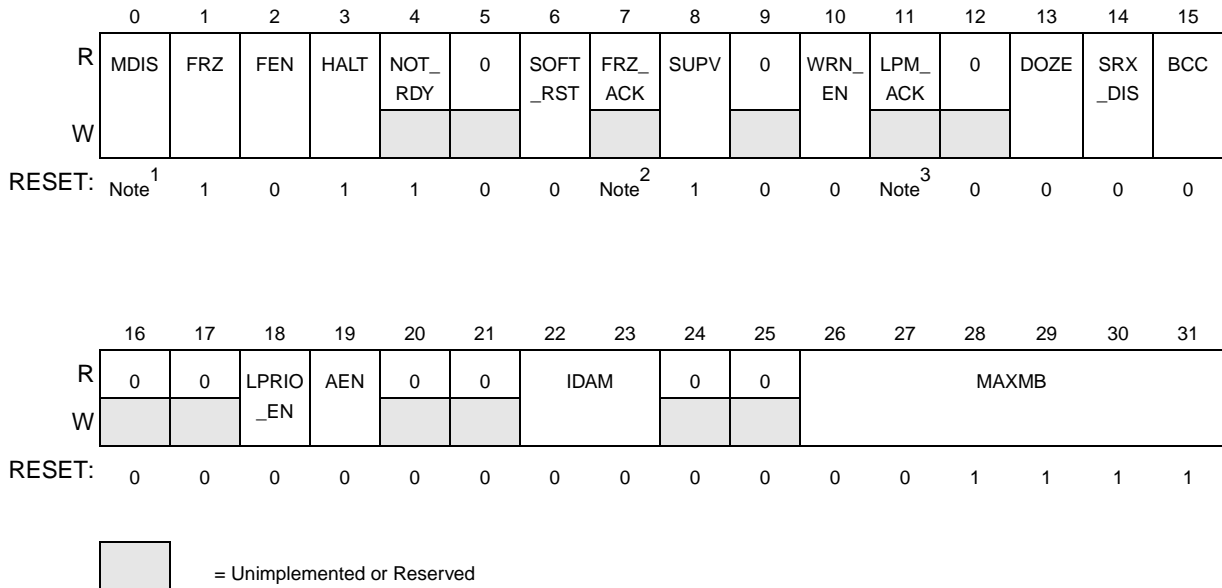 0 1 2 3 4 5 6 7 8 9 10 11 12 13 14 15
R MDIS FRZ FEN HALT NOT_ 0 SOFT FRZ_ SUPV 0 WRN_ LPM_ 0 DOZE SRX BCC
RDY _RST ACK EN ACK _DIS
W
RESET: Note1 1 0 1 1 0 0 Note2 1 0 0 Note3 0 0 0 0
16 17 18 19 20 21 22 23 24 25 26 27 28 29 30 31
R 0 0 LPRIO AEN 0 0 IDAM 0 0 MAXMB
_EN
W
RESET: 0 0 0 0 0 0 0 0 0 0 0 0 1 1 1 1
= Unimplemented or Reserved